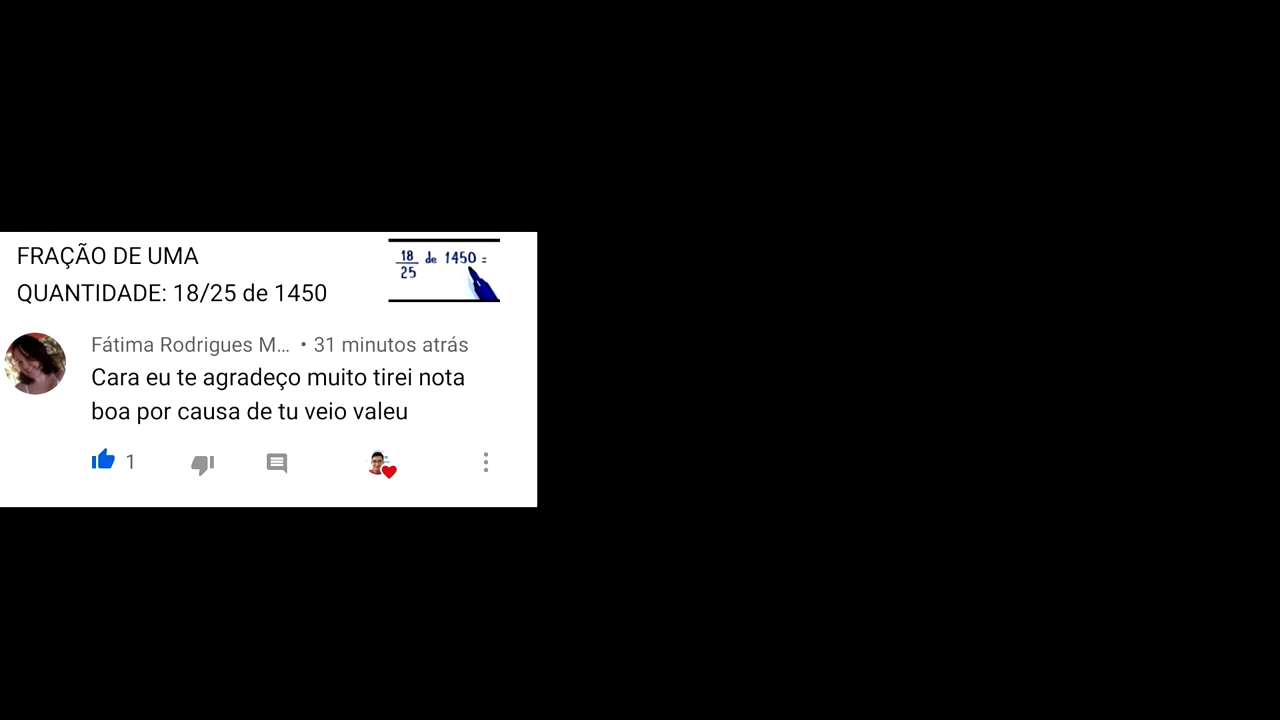 FRAÇÃO DE UMA
QUANTIDADE: 18/25 de 1450
18
25
de 1450 =
Fátima Rodrigues M... • 31 minutos atrás
Cara eu te agradeço muito tirei nota
boa por causa de tu veio valeu
1